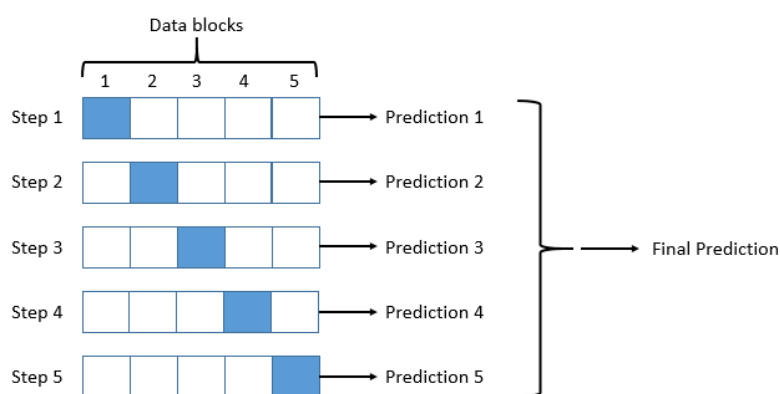 Data blocks
1 2 3 4 5
Step 1 Prediction 1
Step 2 Prediction 2
Step 3 Prediction 3
Final Prediction
Step 4 Prediction 4
Step 5 Prediction 5